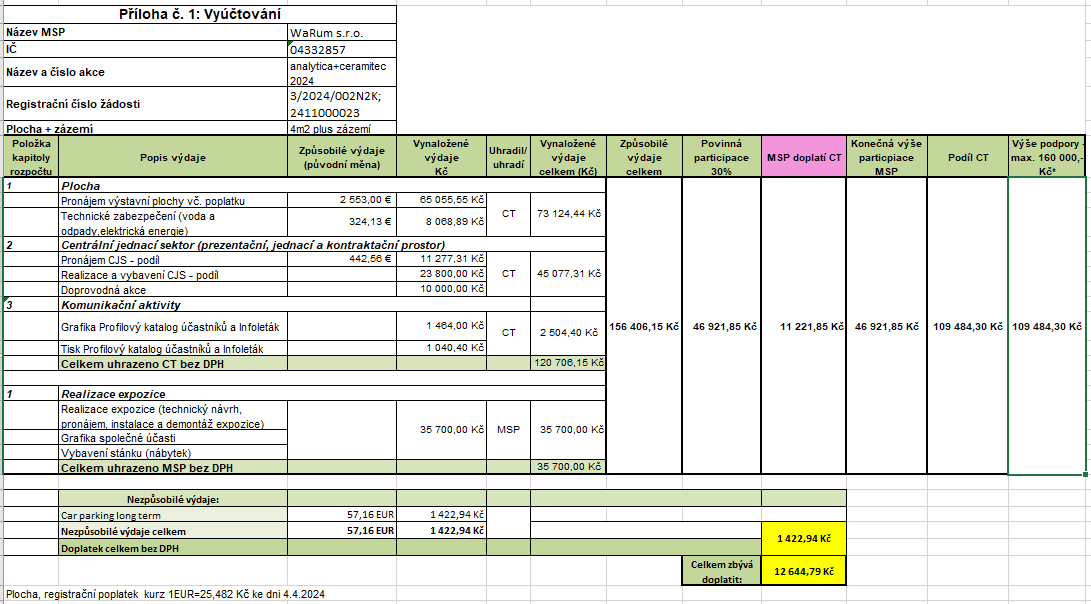 Příloha č. 1: Vyúčtování
Název MSP WaRum s.r.o.
IČ 04332857
Název a číslo akce analytica+ceramitec
2024
Registrační číslo žádosti 3/2024/002N2K;
2411000023
Plocha + zázemí 4m2 plus zázemí
Položka
kapitoly
rozpočtu
Popis výdaje
Způsobilé výdaje
(původní měna)
Vynaložené
výdaje
Kč
Uhradil/
uhradí
Vynaložené
výdaje
celkem (Kč)
Způsobilé
výdaje
celkem
Povinná
participace
30%
MSP doplatí CT
Konečná výše
particpiace
MSP
Podíl CT
Výše podpory -
max. 160 000,-
Kč*
1 Plocha
Pronájem výstavní plochy vč. poplatku 2 553,00 € 65 055,55 Kč
CT 73 124,44 Kč
Technické zabezpečení (voda a
odpady,elektrická energie) 324,13 € 8 068,89 Kč
2 Centrální jednací sektor (prezentační, jednací a kontraktační prostor)
Pronájem CJS - podíl 442,56 € 11 277,31 Kč
Realizace a vybavení CJS - podíl 23 800,00 Kč CT 45 077,31 Kč
Doprovodná akce 10 000,00 Kč
3 Komunikační aktivity
Grafika Profilový katalog účastníků a Infoleták 1 464,00 Kč CT 2 504,40 Kč
156 406,15 Kč 46 921,85 Kč 11 221,85 Kč 46 921,85 Kč 109 484,30 Kč 109 484,30 Kč
Tisk Profilový katalog účastníků a Infoleták 1 040,40 Kč
Celkem uhrazeno CT bez DPH 120 706,15 Kč
1 Realizace expozice
Realizace expozice (technický návrh,
pronájem, instalace a demontáž expozice)
35 700,00 Kč MSP 35 700,00 Kč
Grafika společné účasti
Vybavení stánku (nábytek)
Celkem uhrazeno MSP bez DPH 35 700,00 Kč
Nezpůsobilé výdaje:
Car parking long term 57,16 EUR 1 422,94 Kč
Nezpůsobilé výdaje celkem 57,16 EUR 1 422,94 Kč
1 422,94 Kč
Doplatek celkem bez DPH
Celkem zbývá
doplatit: 12 644,79 Kč
Plocha, registrační poplatek kurz 1EUR=25,482 Kč ke dni 4.4.2024